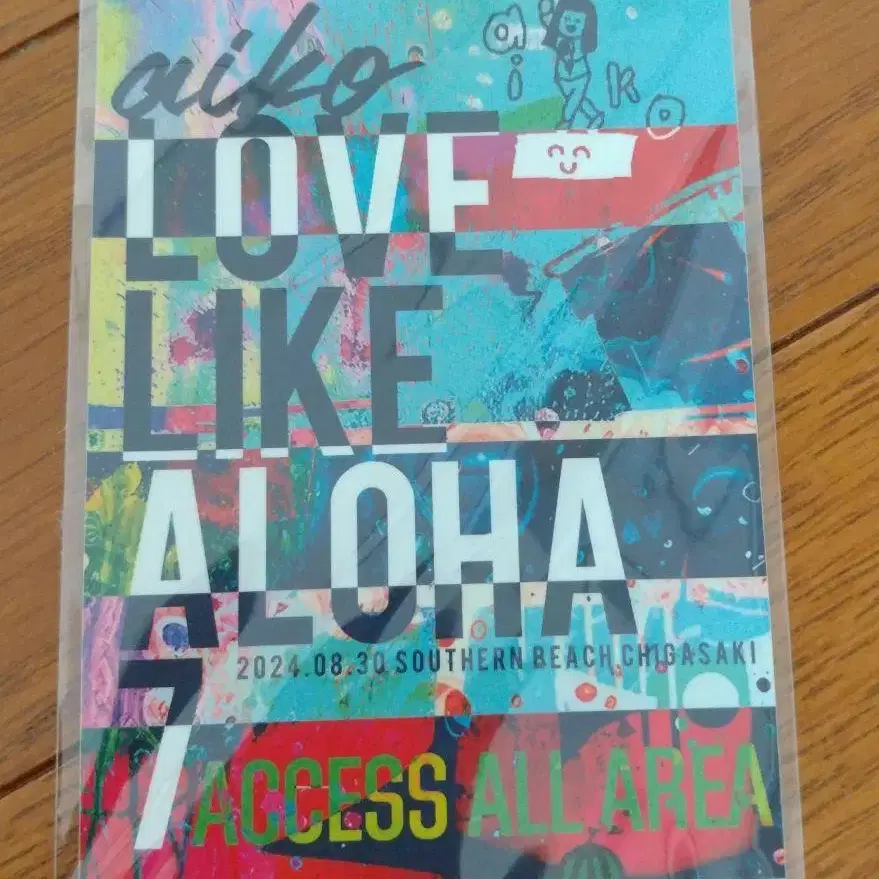 aiko
aiko
LOVE
LIKE
ALOHA
7
2024.08.30 SOUTHERN BEACH CHIGASAKI
ACCESS ALL AREA